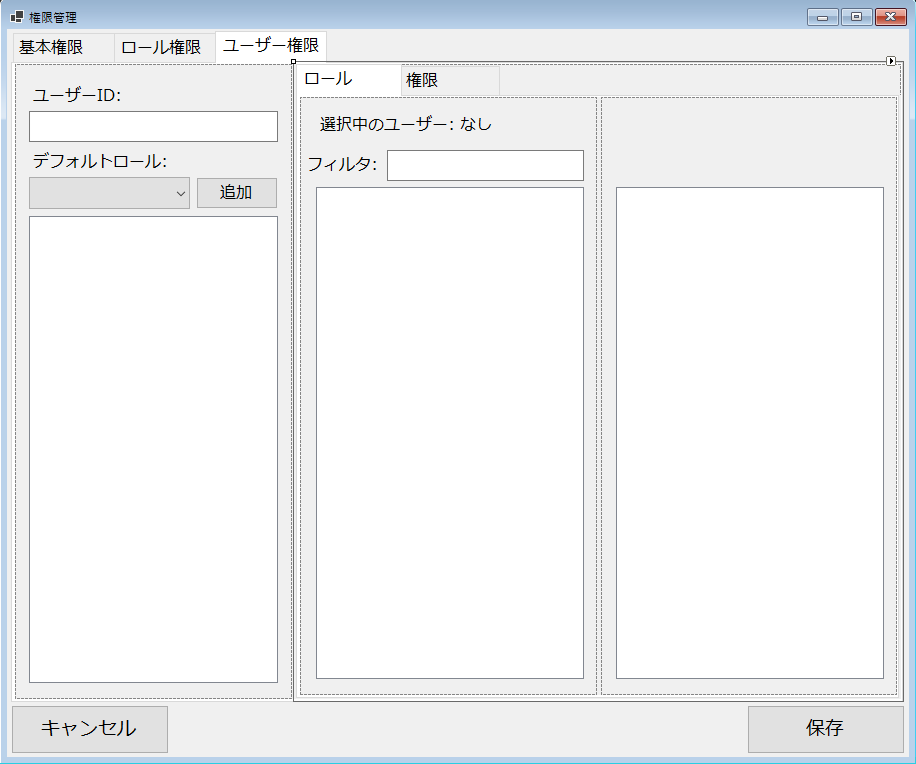 権限管理
基本権限 ロール権限 ユーザー権限
ユーザーID:
デフォルトロール:
追加
ロール 権限
選択中のユーザー: なし
フィルタ:
キャンセル 保存